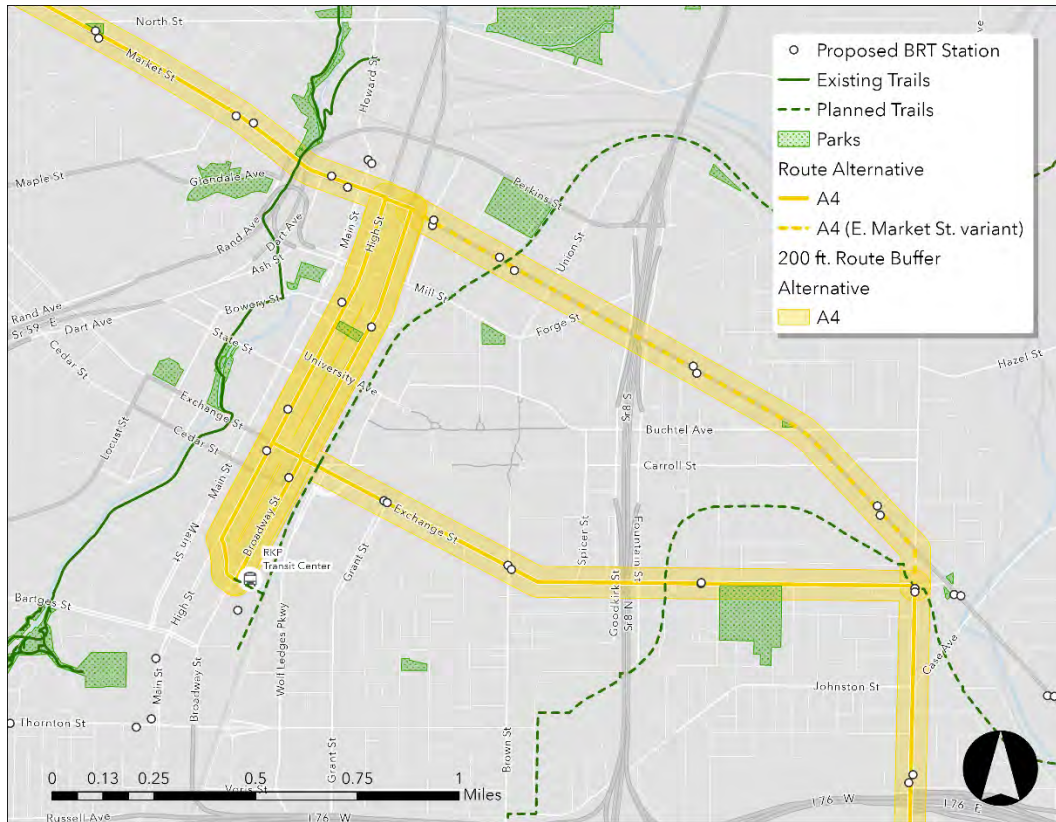 North St
Proposed BRT Station
Existing Trails
Planned Trails
Parks
Route Alternative
A4
A4 (E. Market St. variant)
200 ft. Route Buffer
Alternative
A4
Market St
Howard St
Maple St
Glendale Ave
Perkins St
Rand Ave
Dart Ave
Main St
High St
Union St
Ash St
Mill St
Rand Ave
Sr 59 E
Dart Ave
Bowery St
Forge St
Cedar St
State St
University Ave
Hazel St
Sr8 S
Exchange St
Buchtel Ave
Locust St
Cedar St
Main St
Carroll St
Broadway St
Exchange St
Main St
RKP
Transit Center
Grant St
Spicer St
Fountain St
Bartges St
High St
Goodkirk St
Sr8 N
Wolf Ledges Pkwy
Case Ave
Main St
Broadway St
Johnston St
Thornton St
Grant St
Brown St
0 0.13 0.25 0.5 0.75 1
Miles
Voris St
Russell Ave
I 76 W
I 76 W
I 76 E